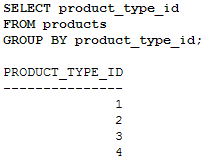 SELECT product_type_id
FROM products
GROUP BY product_type_id;
PRODUCT_TYPE_ID
---------------
1
2
3
4